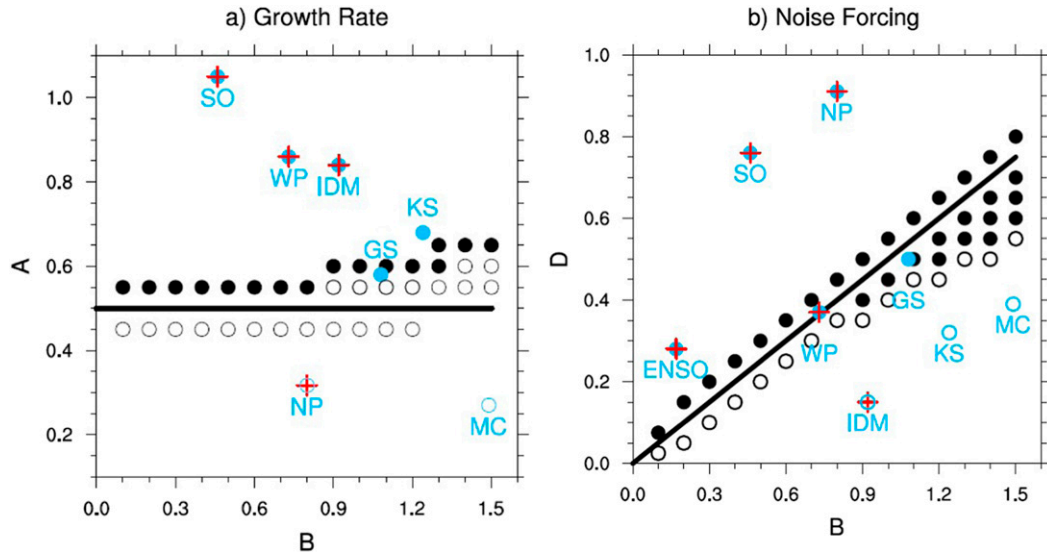 a) Growth Rate
A
1.0
0.8
0.6
0.4
0.2
SO
WP
IDM
KS
GS
NP
MC
0.0
0.3
0.6
0.9
1.2
1.5
B
b) Noise Forcing
D
1.0
0.8
0.6
0.4
0.2
0.0
NP
SO
GS
MC
WP
KS
ENSO
IDM
0.0
0.3
0.6
0.9
1.2
1.5
B